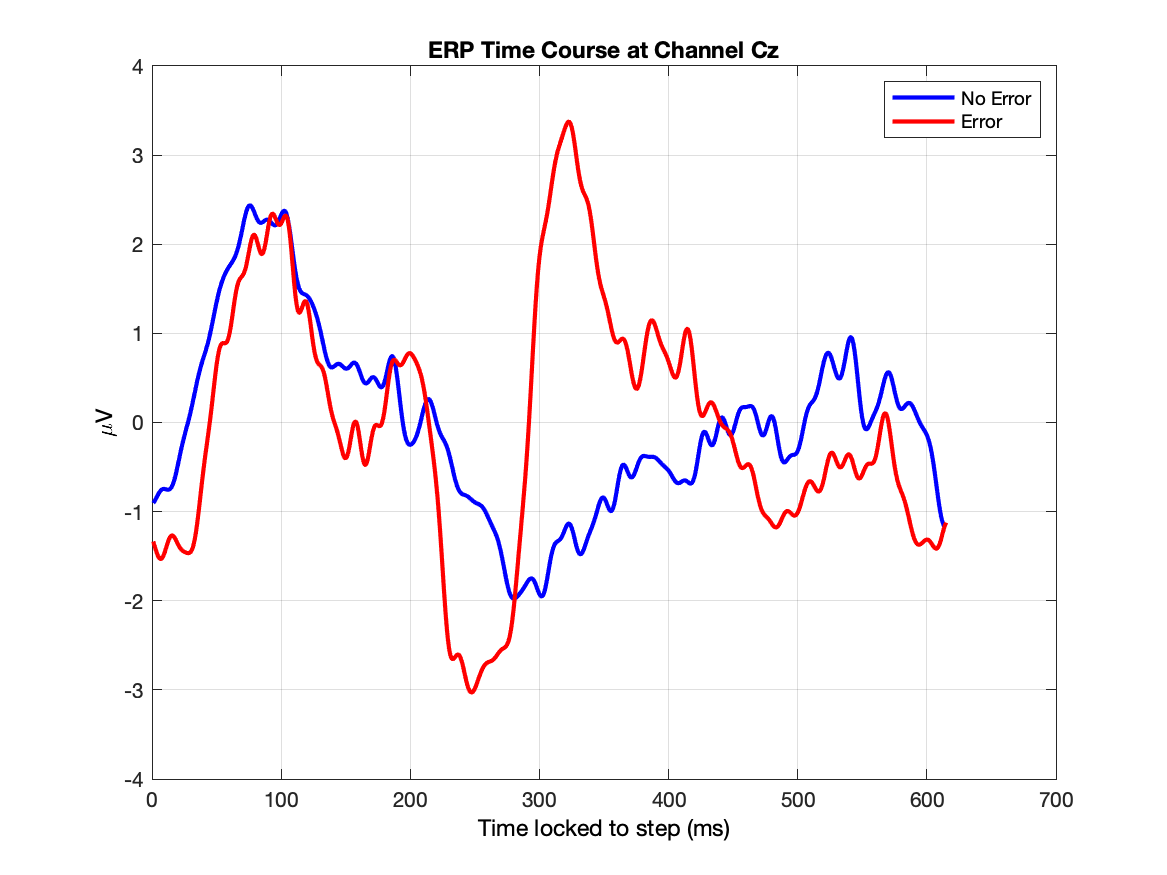 ERP Time Course at Channel Cz
No Error
Error
4
3
2
1
0
-1
-2
-3
-4
μV
0 100 200 300 400 500 600 700
Time locked to step (ms)